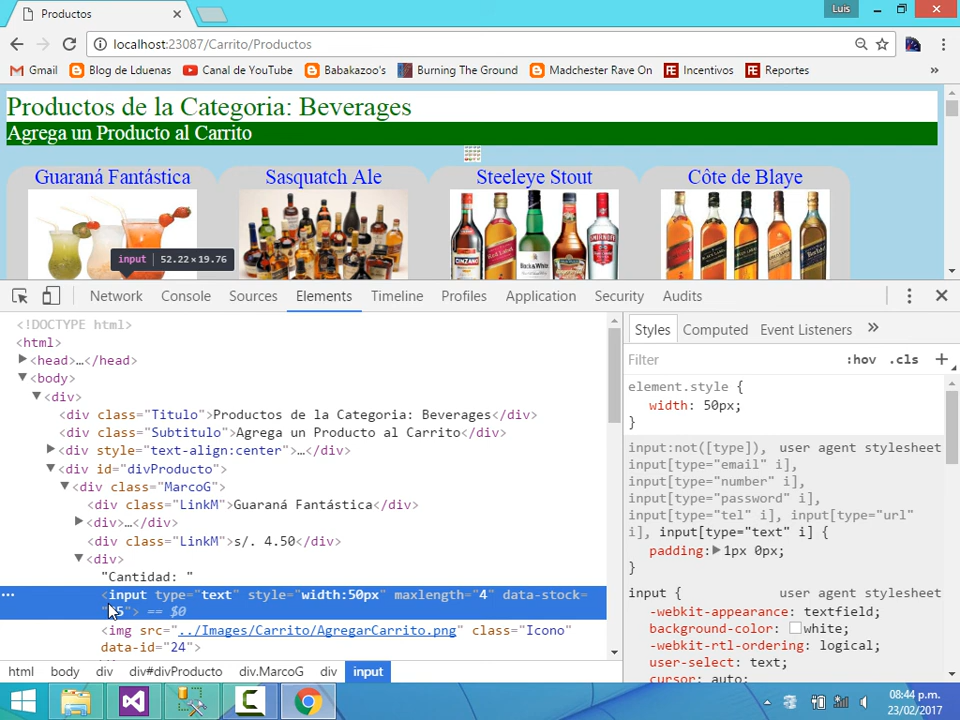 Productos
Luis
localhost:23087/Carrito/Productos
Gmail Blog de Lduenas Canal de YouTube Babakazoo's Burning The Ground Madchester Rave On Incentivos Reportes »
Productos de la Categoria: Beverages
Agrega un Producto al Carrito
Guaraná Fantástica Sasquatch Ale Steeleye Stout Côte de Blaye
input 52.22×19.76
Network Console Sources Elements Timeline Profiles Application Security Audits
<!DOCTYPE html>
<html>
<head>…</head>
<body>
<div>
<div class="Titulo">Productos de la Categoria: Beverages</div>
<div class="Subtitulo">Agrega un Producto al Carrito</div>
<div style="text-align:center">…</div>
<div id="divProducto">
<div class="MarcoG">
<div class="LinkM">Guaraná Fantástica</div>
<div>…</div>
<div class="LinkM">s/. 4.50</div>
<div>
"Cantidad: "
<input type="text" style="width:50px" maxlength="4" data-stock=
== $0
<img src="../Images/Carrito/AgregarCarrito.png" class="Icono"
data-id="24">
html body div div#divProducto div.MarcoG div input
Styles Computed Event Listeners »
Filter :hov .cls +
element.style {
width: 50px;
}
input:not([type]), user agent stylesheet
input[type="email" i],
input[type="number" i],
input[type="password" i],
input[type="tel" i], input[type="url"
i], input[type="text" i] {
padding: 1px 0px;
}
input { user agent stylesheet
-webkit-appearance: textfield;
background-color: white;
-webkit-rtl-ordering: logical;
user-select: text;
cursor: auto;
08:44 p.m.
23/02/2017